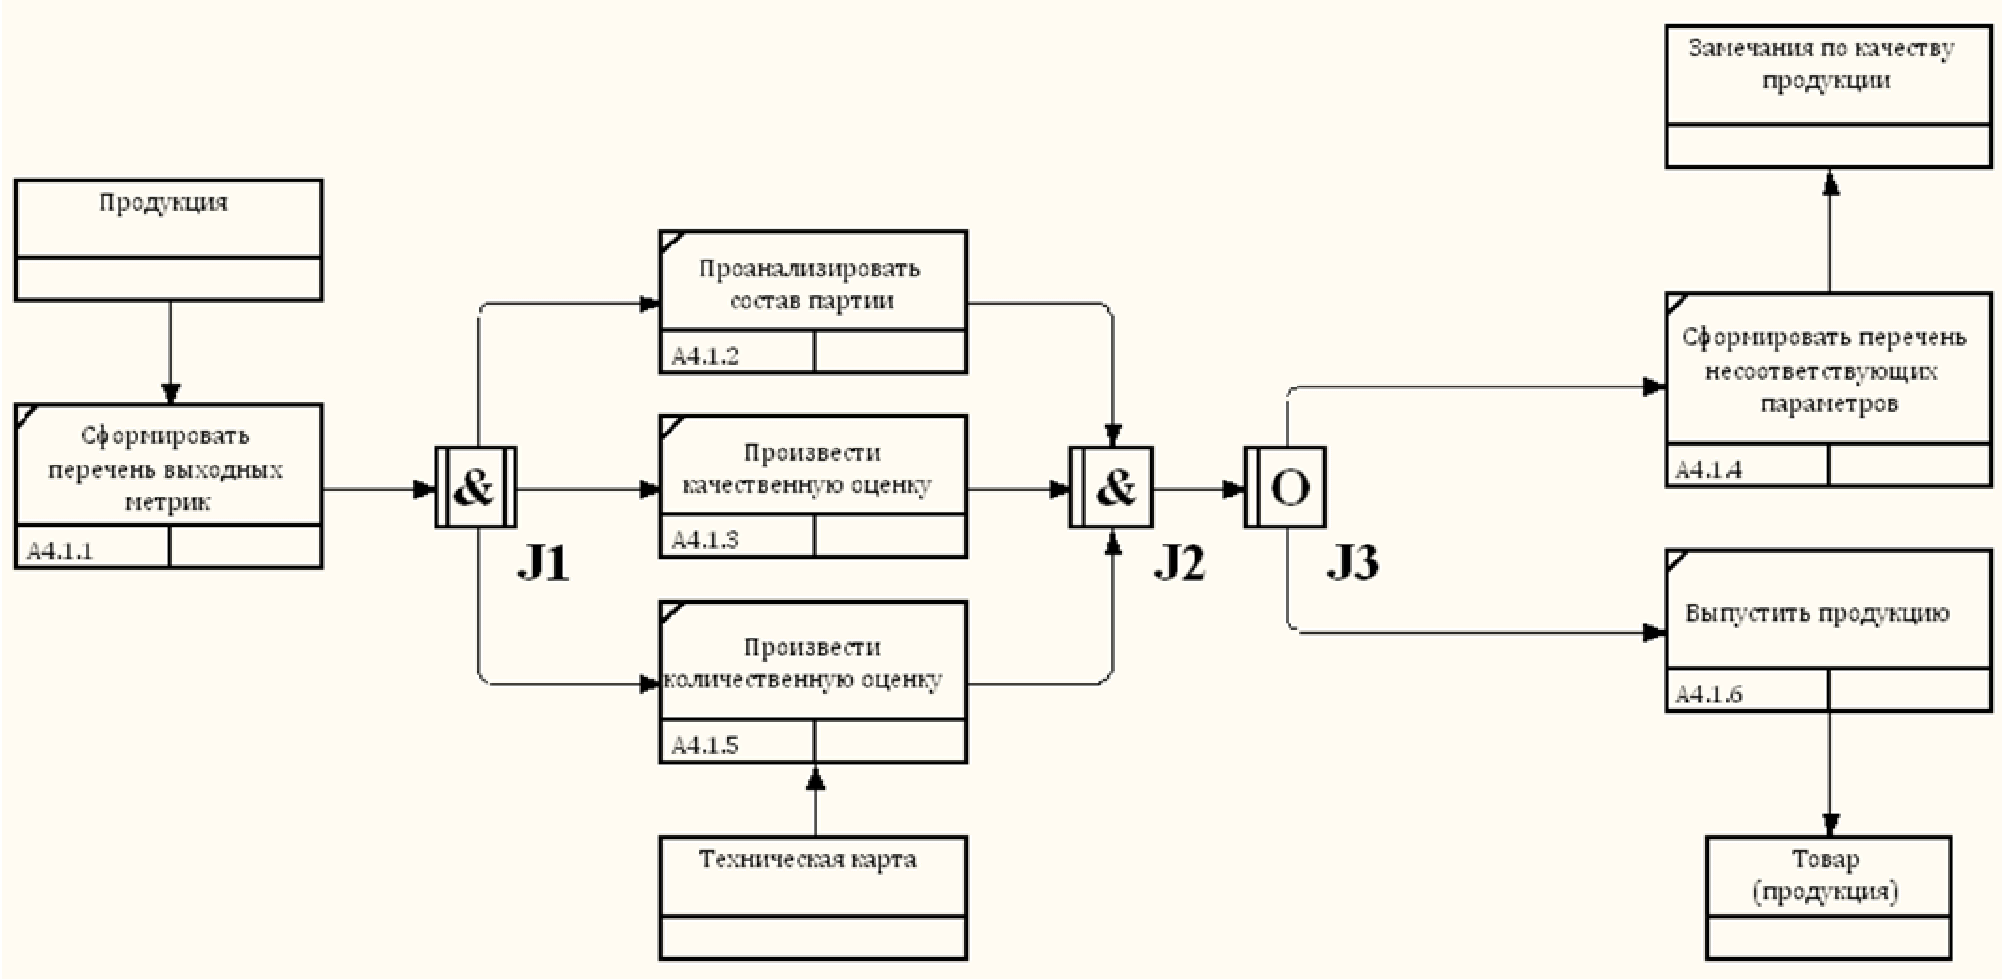 Продукция
Сформировать
перечень выходных
метрик
A4.1.1
&
J1
Проанализировать
состав партии
A4.1.2
Произвести
качественную оценку
A4.1.3
Произвести
количественную оценку
A4.1.5
Техническая карта
&
J2
O
J3
Замечания по качеству
продукции
Сформировать перечень
несоответствующих
параметров
A4.1.4
Выпустить продукцию
A4.1.6
Товар
(продукция)